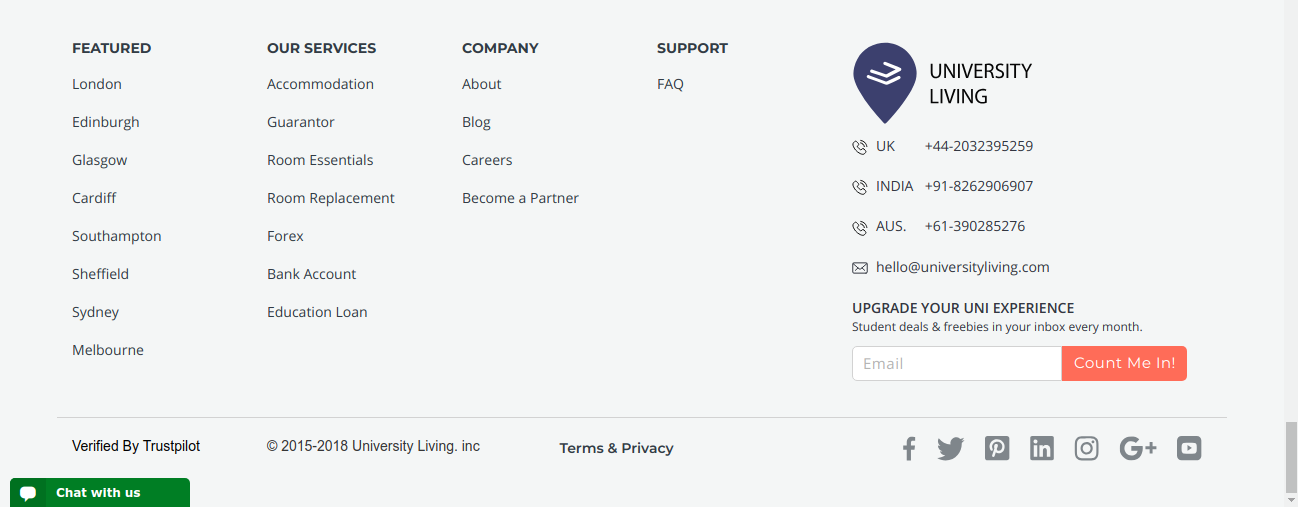 FEATURED
London
Edinburgh
Glasgow
Cardiff
Southampton
Sheffield
Sydney
Melbourne
OUR SERVICES
Accommodation
Guarantor
Room Essentials
Room Replacement
Forex
Bank Account
Education Loan
COMPANY
About
Blog
Careers
Become a Partner
SUPPORT
FAQ
UNIVERSITY
LIVING
UK +44-2032395259
INDIA +91-8262906907
AUS. +61-390285276
hello@universityliving.com
UPGRADE YOUR UNI EXPERIENCE
Student deals & freebies in your inbox every month.
Email Count Me In!
Verified By Trustpilot © 2015-2018 University Living. inc Terms & Privacy
Chat with us